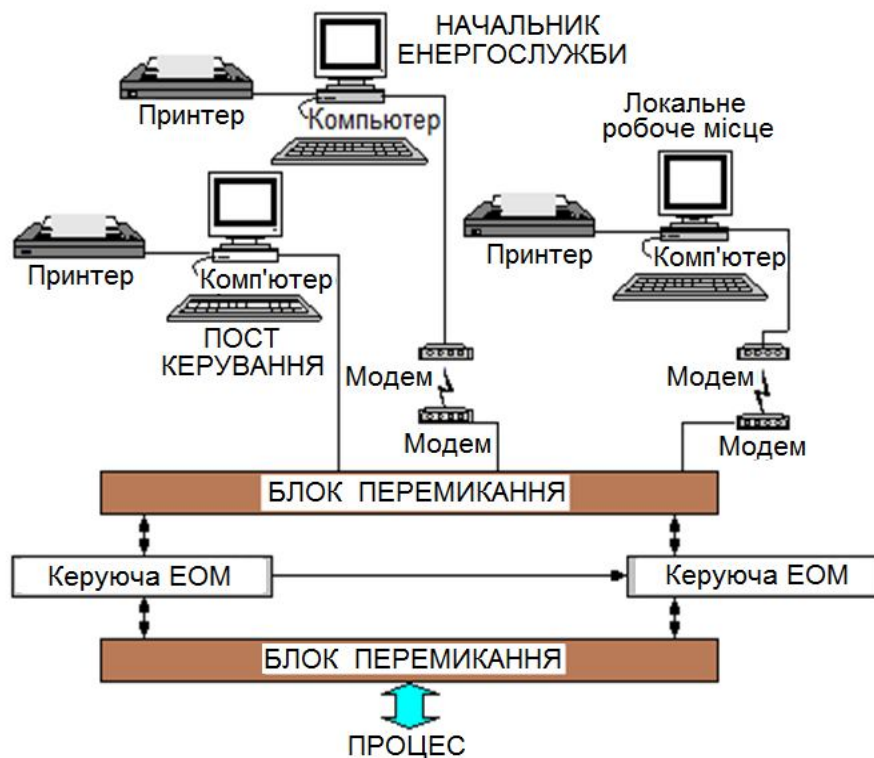 НАЧАЛЬНИК
ЕНЕРГОСЛУЖБИ
Принтер
Компьютер
Локальне
робоче місце
Принтер
Комп'ютер
Принтер
Комп'ютер
ПОСТ
КЕРУВАННЯ
Модем
Модем
Модем
Модем
БЛОК ПЕРЕМИКАННЯ
Керуюча ЕОМ
Керуюча ЕОМ
БЛОК ПЕРЕМИКАННЯ
ПРОЦЕС